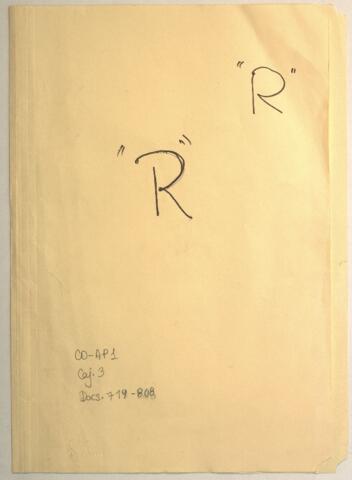 "R"
"R"
CO-AP1
Caj. 3
Docs. 719-808